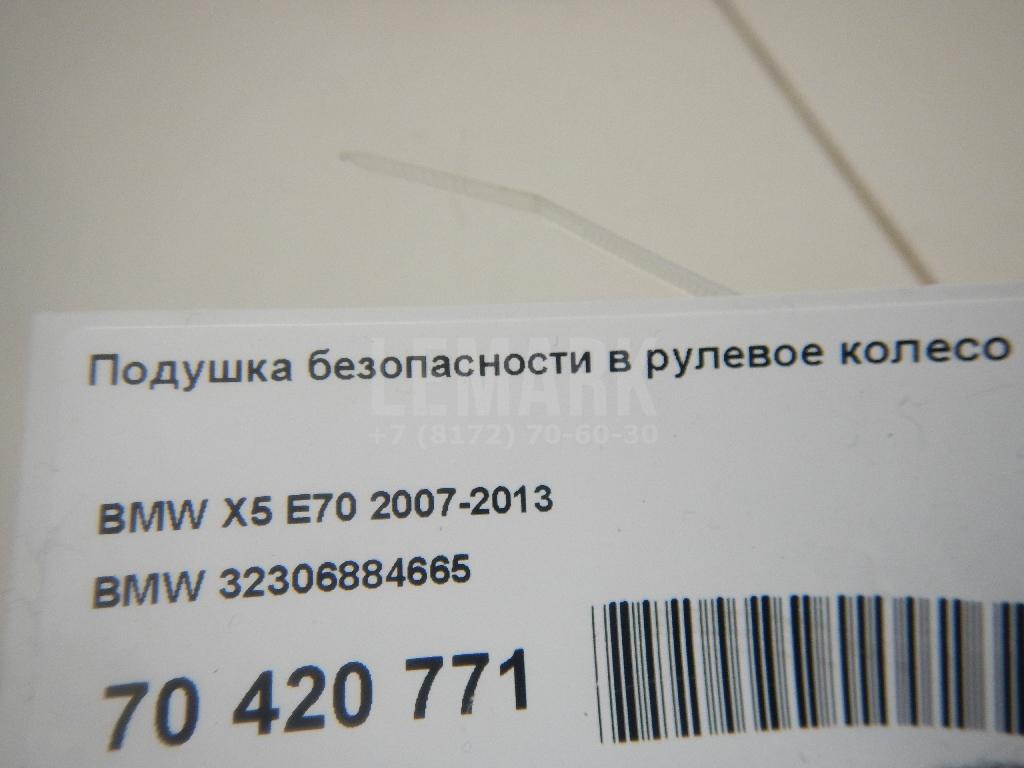 Подушка безопасности в рулевое колесо
LEMARK
+7 (8172) 70-60-30
BMW X5 E70 2007-2013
BMW 32306884665
70 420 771